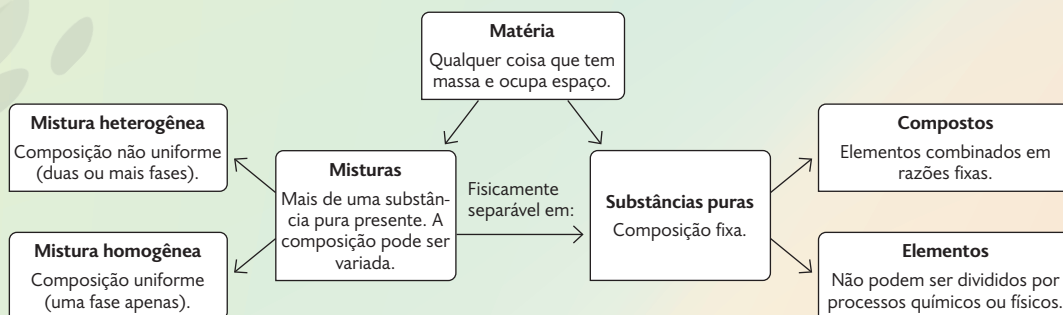 Matéria
Qualquer coisa que tem
massa e ocupa espaço.
Mistura heterogênea
Composição não uniforme
(duas ou mais fases).
Mistura homogênea
Composição uniforme
(uma fase apenas).
Misturas
Mais de uma substân-
cia pura presente. A
composição pode ser
variada.
Fisicamente
separável em:
Substâncias puras
Composição fixa.
Compostos
Elementos combinados em
razões fixas.
Elementos
Não podem ser divididos por
processos químicos ou físicos.